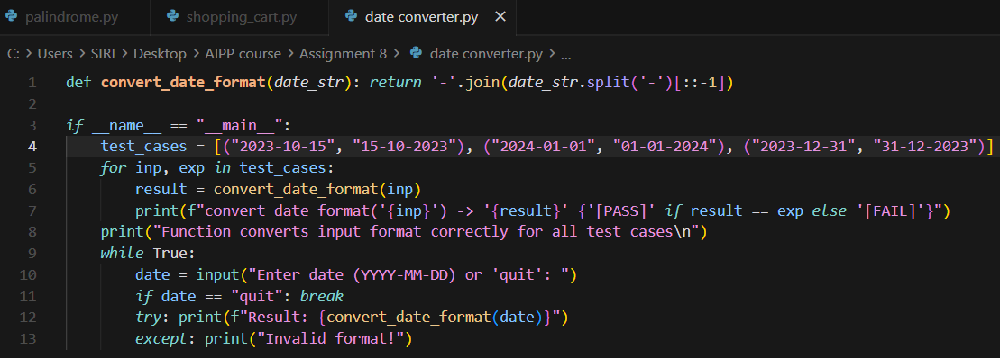 palindrome.py shopping_cart.py date converter.py ×
C: > Users > SIRI > Desktop > AIPP course > Assignment 8 > date converter.py > ...
1 def convert_date_format(date_str): return '-'.join(date_str.split('-')[::-1])
2
3 if __name__ == "__main__":
4     test_cases = [("2023-10-15", "15-10-2023"), ("2024-01-01", "01-01-2024"), ("2023-12-31", "31-12-2023")]
5     for inp, exp in test_cases:
6         result = convert_date_format(inp)
7         print(f"convert_date_format('{inp}') -> '{result}' {'[PASS]' if result == exp else '[FAIL]'}")
8     print("Function converts input format correctly for all test cases\n")
9     while True:
10         date = input("Enter date (YYYY-MM-DD) or 'quit': ")
11         if date == "quit": break
12         try: print(f"Result: {convert_date_format(date)}")
13         except: print("Invalid format!")